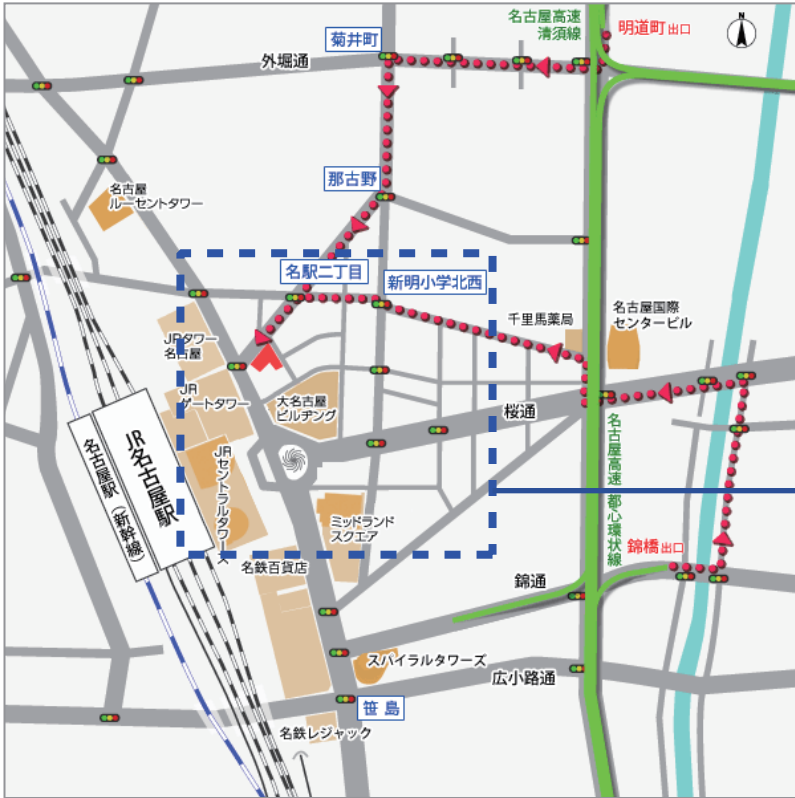 名古屋高速
清須線
明道町 出口
N
菊井町
外堀通
那古野
名古屋
ルーセントタワー
名駅二丁目
新明小学北西
千里馬薬局
名古屋国際
センタービル
JRタワー
名古屋
JR
ゲートタワー
大名古屋
ビルヂング
桜通
JR名古屋駅
名古屋駅（新幹線）
JRセントラルタワーズ
ミッドランド
スクエア
名古屋高速 都心環状線
錦橋 出口
名鉄百貨店
錦通
スパイラルタワーズ
広小路通
笹島
名鉄レジャック